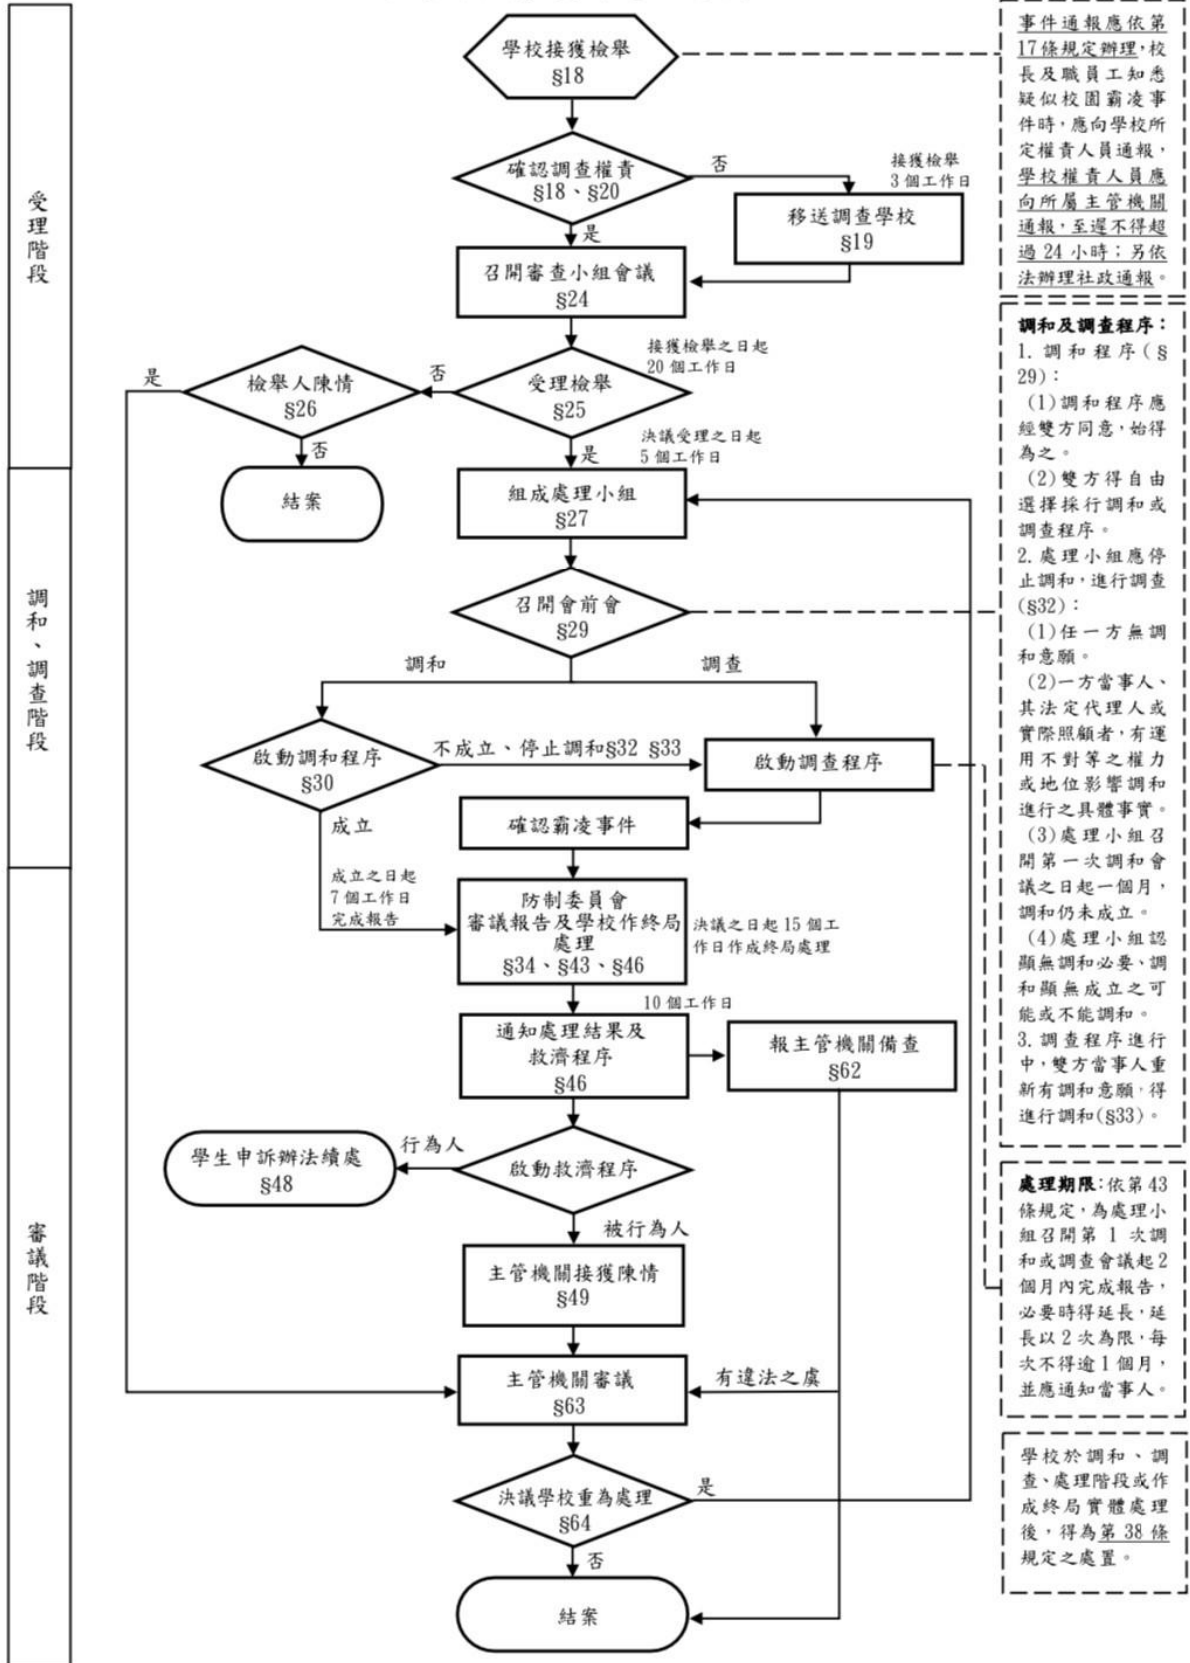 學校接獲檢舉
§18
確認調查權責
§18、§20
否
接獲檢舉
3個工作日
移送調查學校
§19
是
召開審查小組會議
§24
接獲檢舉之日起
20個工作日
受理檢舉
§25
否
檢舉人陳情
§26
是
否
結案
決議受理之日起
5個工作日
是
組成處理小組
§27
召開會前會
§29
調和
調查
啟動調和程序
§30
不成立、停止調和§32 §33
啟動調查程序
成立
確認霸凌事件
成立之日起
7個工作日
完成報告
防制委員會
審議報告及學校作終局
處理
§34、§43、§46
決議之日起15個工
作日作成終局處理
10個工作日
通知處理結果及
救濟程序
§46
報主管機關備查
§62
啟動救濟程序
行為人
學生申訴辦法續處
§48
被行為人
主管機關接獲陳情
§49
主管機關審議
§63
有違法之虞
決議學校重為處理
§64
是
否
結案
受理階段
調和、調查階段
審議階段
事件通報應依第
17條規定辦理,校
長及職員工知悉
疑似校園霸凌事
件時,應向學校所
定權責人員通報,
學校權責人員應
向所屬主管機關
通報,至遲不得超
過24小時;另依
法辦理社政通報。
調和及調查程序:
1.調和程序(§
29):
(1)調和程序應
經雙方同意,始得
為之。
(2)雙方得自由
選擇採行調和或
調查程序。
2.處理小組應停
止調和,進行調查
(§32):
(1)任一方無調
和意願。
(2)一方當事人、
其法定代理人或
實際照顧者,有運
用不對等之權力
或地位影響調和
進行之具體事實。
(3)處理小組召
開第一次調和會
議之日起一個月,
調和仍未成立。
(4)處理小組認
顯無調和必要、調
和顯無成立之可
能或不能調和。
3.調查程序進行
中,雙方當事人重
新有調和意願,得
進行調和(§33)。
處理期限:依第43
條規定,為處理小
組召開第 1 次調
和或調查會議起2
個月內完成報告,
必要時得延長,延
長以2次為限,每
次不得逾1個月,
並應通知當事人。
學校於調和、調
查、處理階段或作
成終局實體處理
後,得為第 38 條
規定之處置。